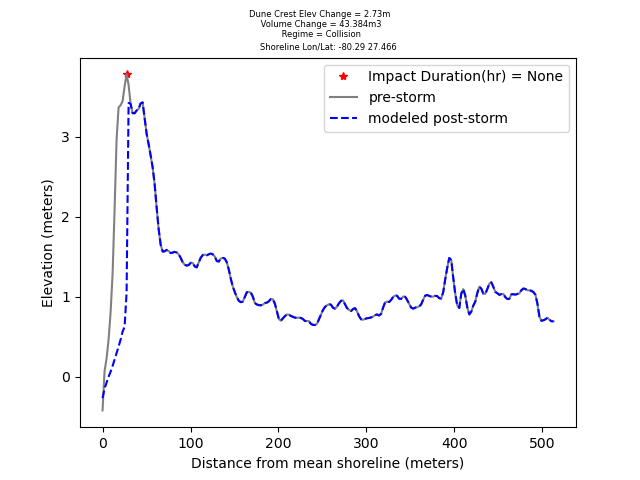 Dune Crest Elev Change = 2.73m
Volume Change = 43.384m3
Regime = Collision
Shoreline Lon/Lat: -80.29 27.466
Impact Duration(hr) = None
pre-storm
modeled post-storm
Elevation (meters)
3
2
1
0
0 100 200 300 400 500
Distance from mean shoreline (meters)